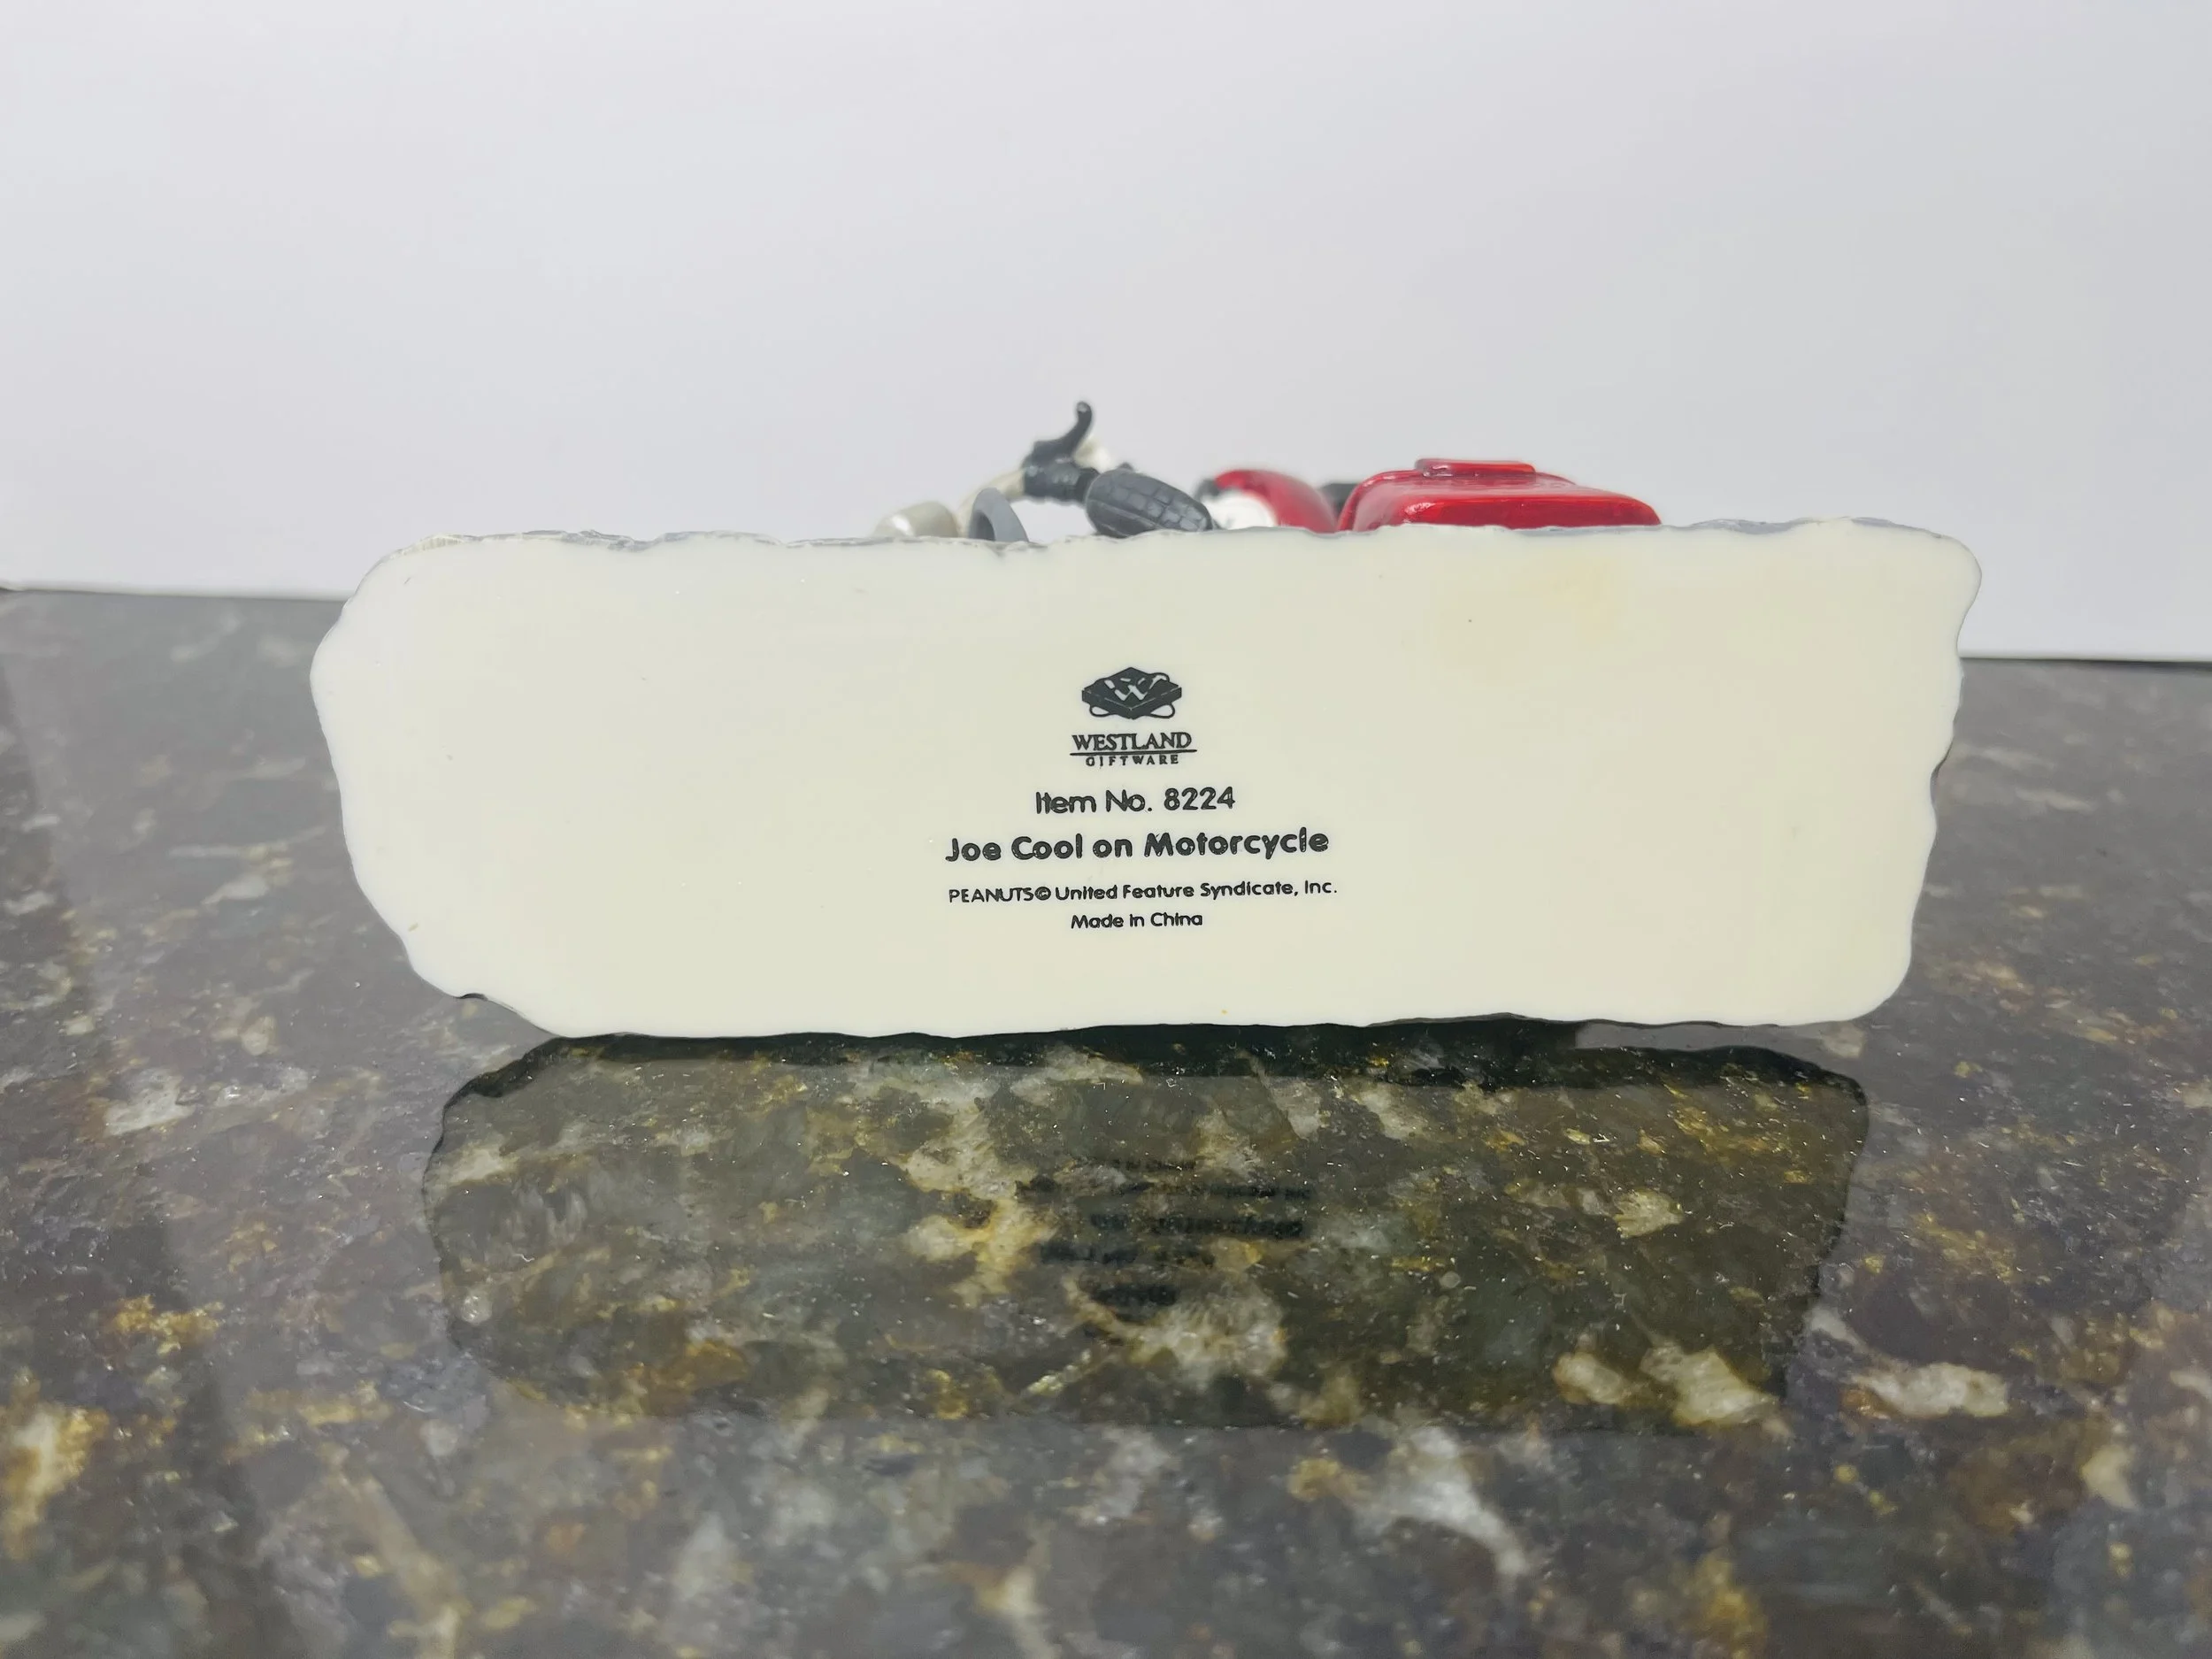 W
WESTLAND
GIFTWARE
Item No. 8224
Joe Cool on Motorcycle
PEANUTS © United Feature Syndicate, Inc.
Made in China